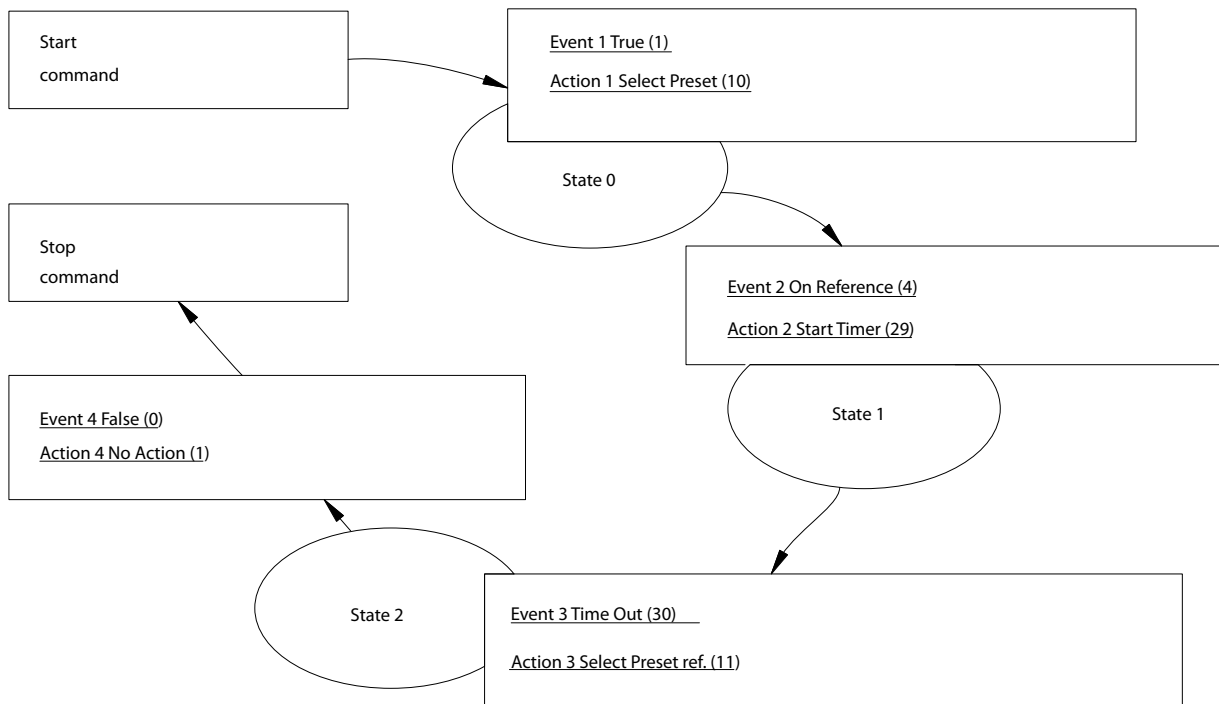 Start
command
Event 1 True (1)
Action 1 Select Preset (10)
State 0
Stop
command
Event 2 On Reference (4)
Action 2 Start Timer (29)
Event 4 False (0)
Action 4 No Action (1)
State 1
State 2
Event 3 Time Out (30)
Action 3 Select Preset ref. (11)